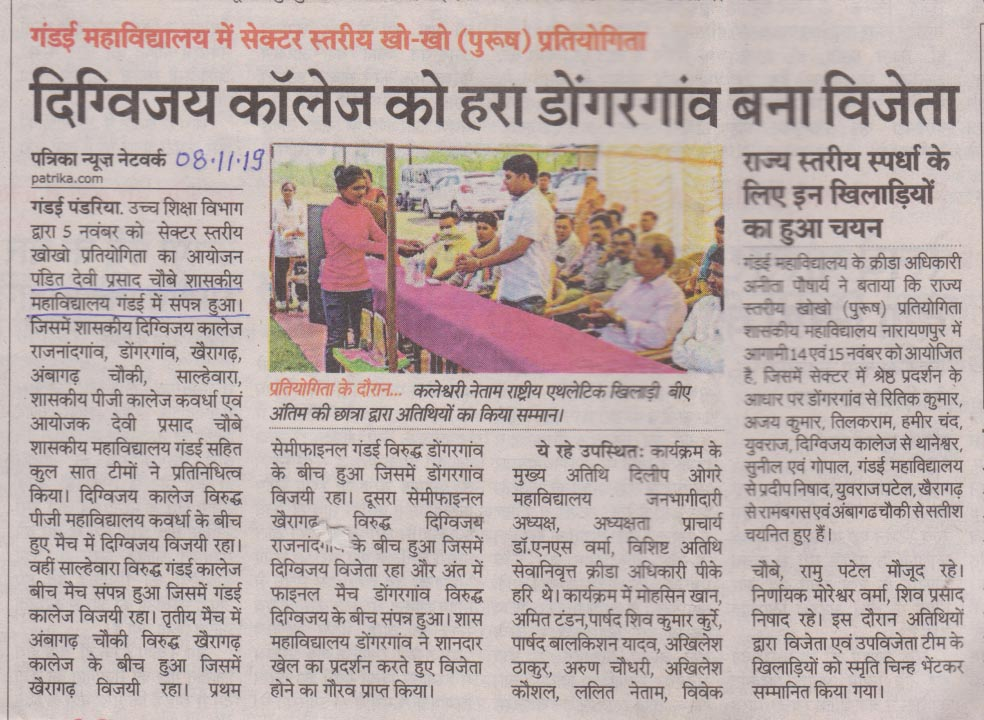 गंडई महाविद्यालय में सेक्टर स्तरीय खो-खो (पुरूष) प्रतियोगिता
दिग्विजय कॉलेज को हरा डोंगरगांव बना विजेता
पत्रिका न्यूज़ नेटवर्क 08.11.19
patrika.com
गंडई पंडरिया. उच्च शिक्षा विभाग
द्वारा 5 नवंबर को सेक्टर स्तरीय
खोखो प्रतियोगिता का आयोजन
पंडित देवी प्रसाद चौबे शासकीय
महाविद्यालय गंडई में संपन्न हुआ।
जिसमें शासकीय दिग्विजय कालेज
राजनांदगांव, डोंगरगांव, खैरागढ़,
अंबागढ़ चौकी, साल्हेवारा,
शासकीय पीजी कालेज कवर्धा एवं
आयोजक देवी प्रसाद चौबे
शासकीय महाविद्यालय गंडई सहित
कुल सात टीमों ने प्रतिनिधित्व
किया। दिग्विजय कालेज विरुद्ध
पीजी महाविद्यालय कवर्धा के बीच
हुए मैच में दिग्विजय विजयी रहा।
वहीं साल्हेवारा विरुद्ध गंडई कालेज
बीच मैच संपन्न हुआ जिसमें गंडई
कालेज विजयी रहा। तृतीय मैच में
अंबागढ़ चौकी विरुद्ध खैरागढ़
कालेज के बीच हुआ जिसमें
खैरागढ़ विजयी रहा। प्रथम
प्रतियोगिता के दौरान... कलेश्वरी नेताम राष्ट्रीय एथलेटिक खिलाड़ी बीए
अंतिम की छात्रा द्वारा अतिथियों का किया सम्मान।
सेमीफाइनल गंडई विरुद्ध डोंगरगांव
के बीच हुआ जिसमें डोंगरगांव
विजयी रहा। दूसरा सेमीफाइनल
खैरागढ़ विरुद्ध दिग्विजय
राजनांदगांव के बीच हुआ जिसमें
दिग्विजय विजेता रहा और अंत में
फाइनल मैच डोंगरगांव विरुद्ध
दिग्विजय के बीच संपन्न हुआ। शास
महाविद्यालय डोंगरगांव ने शानदार
खेल का प्रदर्शन करते हुए विजेता
होने का गौरव प्राप्त किया।
ये रहे उपस्थितः कार्यक्रम के
मुख्य अतिथि दिलीप ओगरे
महाविद्यालय जनभागीदारी
अध्यक्ष, अध्यक्षता प्राचार्य
डॉ.एनएस वर्मा, विशिष्ट अतिथि
सेवानिवृत्त क्रीडा अधिकारी पीके
हरि थे। कार्यक्रम में मोहसिन खान,
अमित टंडन,पार्षद शिव कुमार कुर्रे,
पार्षद बालकिशन यादव, अखिलेश
ठाकुर, अरुण चौधरी, अखिलेश
कौशल, ललित नेताम, विवेक
चौबे, रामु पटेल मौजूद रहे।
निर्णायक मोरेश्वर वर्मा, शिव प्रसाद
निषाद रहे। इस दौरान अतिथियों
द्वारा विजेता एवं उपविजेता टीम के
खिलाड़ियों को स्मृति चिन्ह भेंटकर
सम्मानित किया गया।
राज्य स्तरीय स्पर्धा के
लिए इन खिलाड़ियों
का हुआ चयन
गंडई महाविद्यालय के क्रीडा अधिकारी
अनीता पौषार्य ने बताया कि राज्य
स्तरीय खोखो (पुरूष) प्रतियोगिता
शासकीय महाविद्यालय नारायणपुर में
आगामी 14 एवं 15 नवंबर को आयोजित
है, जिसमें सेक्टर में श्रेष्ठ प्रदर्शन के
आधार पर डोंगरगांव से रितिक कुमार,
अजय कुमार, तिलकराम, हमीर चंद,
युवराज, दिग्विजय कालेज से थानेश्वर,
सुनील एवं गोपाल, गंडई महाविद्यालय
से प्रदीप निषाद, युवराज पटेल, खैरागढ़
से रामबगस एवं अंबागढ चौकी से सतीश
चयनित हुए हैं।